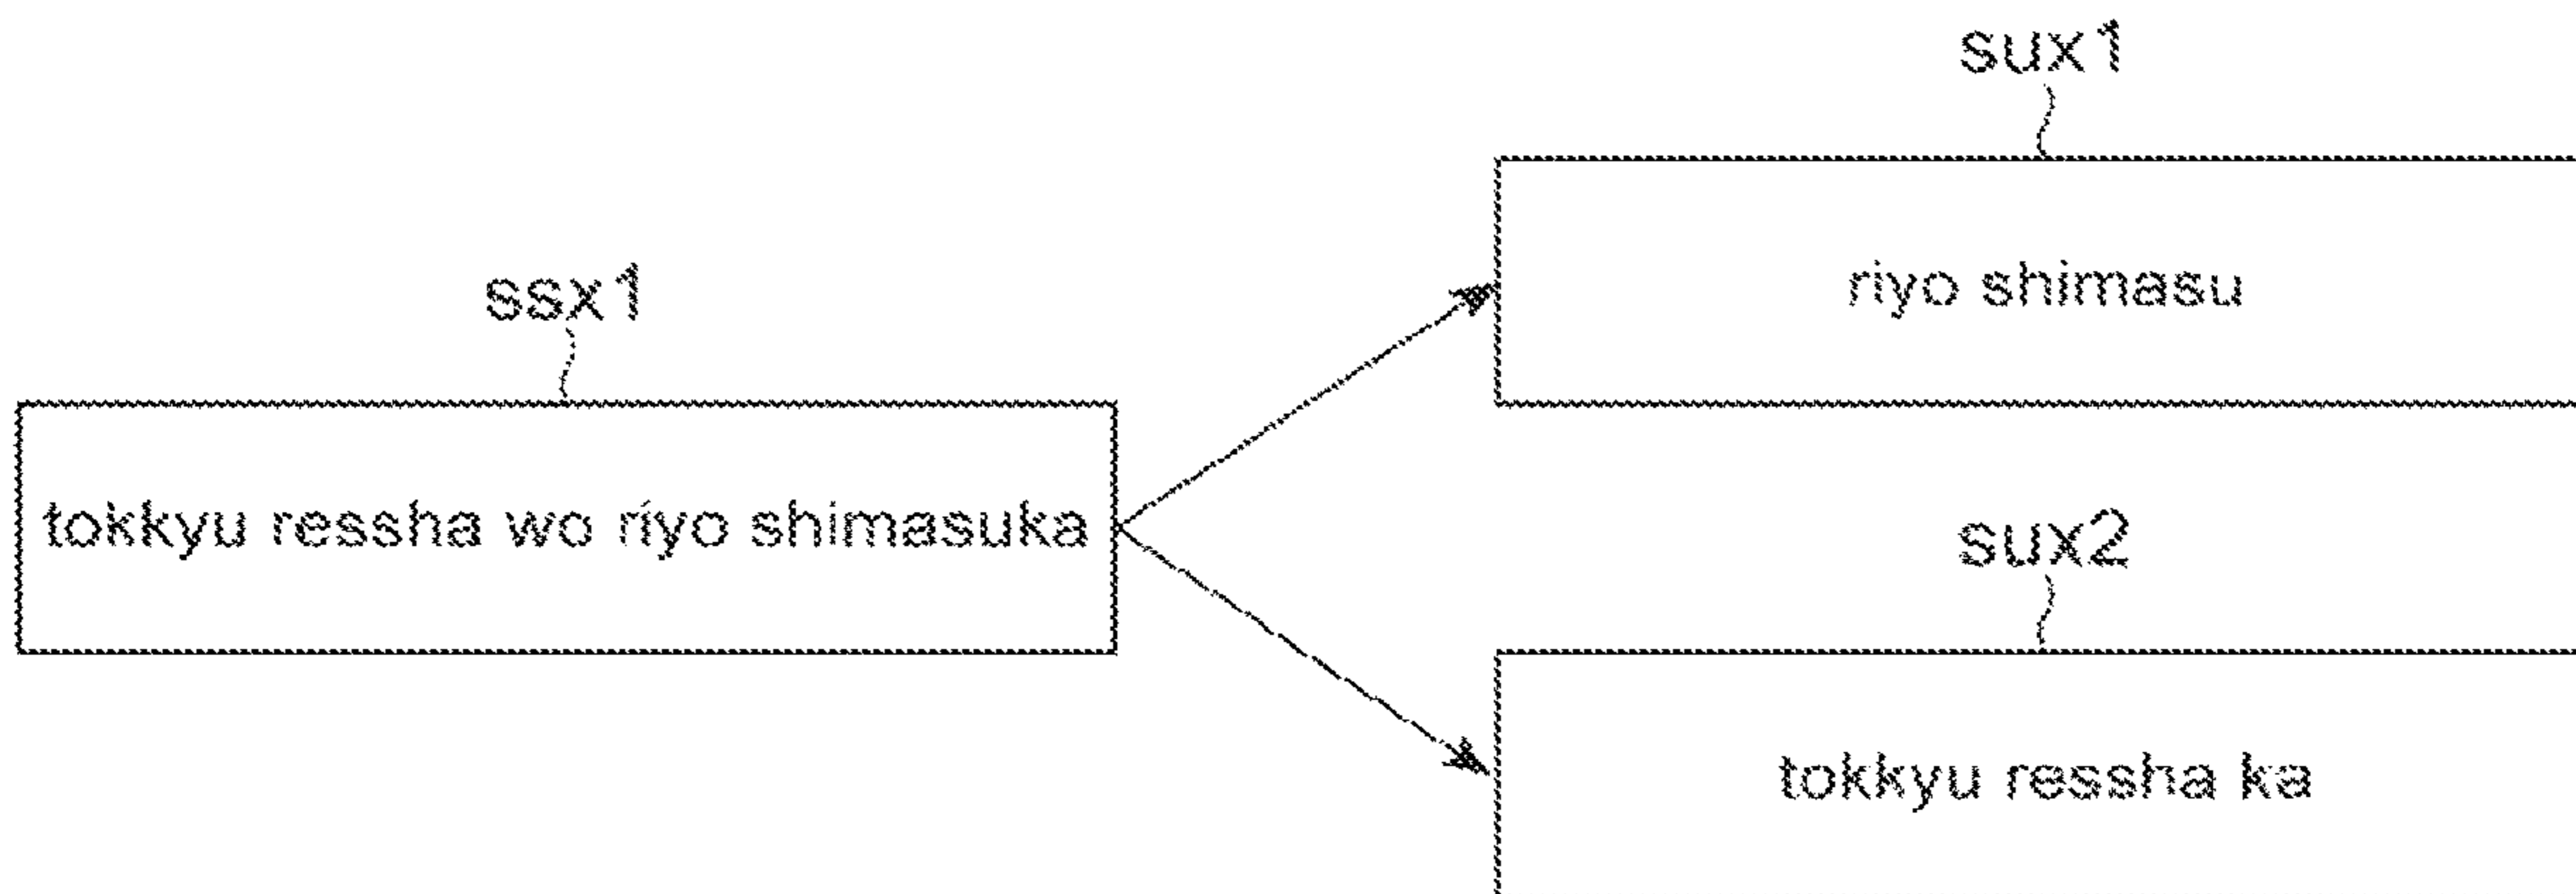 sux1
riyo shimasu
ssx1
tokkyu ressha wo riyo shimasuka
sux2
tokkyu ressha ka